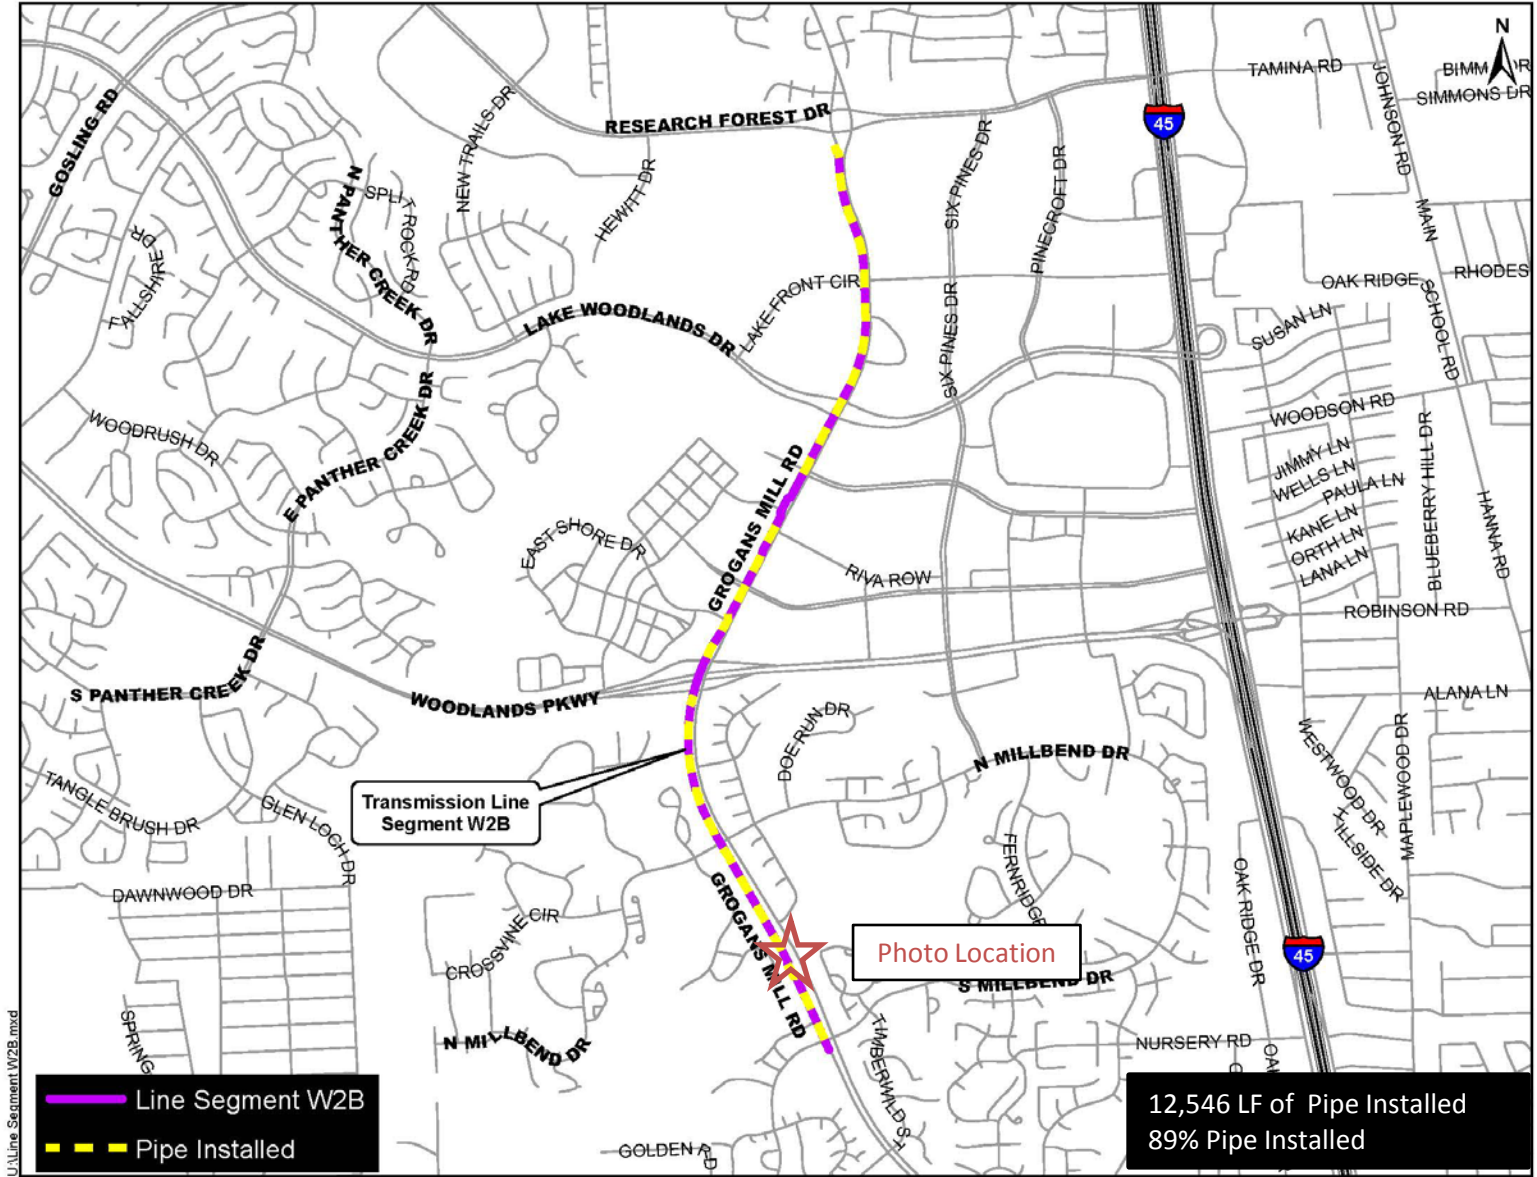 N
TAMINA RD
BIMM
DR
SIMMONS DR
JOHNSON RD
45
RESEARCH FOREST DR
GOSLING RD
NEW TRAILS DR
HEWITT DR
SIX PINES DR
PINECROFT DR
N PANTHER CREEK DR
SPLIT ROCK RD
MAIN
SCHOOL RD
FALLSHIRE DR
LAKE FRONT CIR
OAK RIDGE
RHODES
LAKE WOODLANDS DR
SIX PINES DR
SUSAN LN
WOODSON RD
WOODRUSH DR
E PANTHER CREEK DR
GROGANS MILL RD
JIMMY LN
WELLS LN
PAULA LN
KANE LN
ORTH LN
LANA LN
BLUEBERRY HILL DR
HANNA RD
EAST SHORE DR
RIVA ROW
ROBINSON RD
S PANTHER CREEK DR
WOODLANDS PKWY
ALANA LN
DOE RUN DR
N MILLBEND DR
WESTWOOD DR
MAPLEWOOD DR
HILLSIDE DR
TANGLE BRUSH DR
GLEN LOCH DR
Transmission Line
Segment W2B
DAWNWOOD DR
GROGANS MILL RD
FERNRIDGE
OAK RIDGE DR
CROSSVINE CIR
Photo Location
S MILLBEND DR
45
SPRING
N MILLBEND DR
TIMBERWILD ST
NURSERY RD
GOLDEN RD
Line Segment W2B
Pipe Installed
12,546 LF of Pipe Installed
89% Pipe Installed
U:\Line Segment W2B.mxd